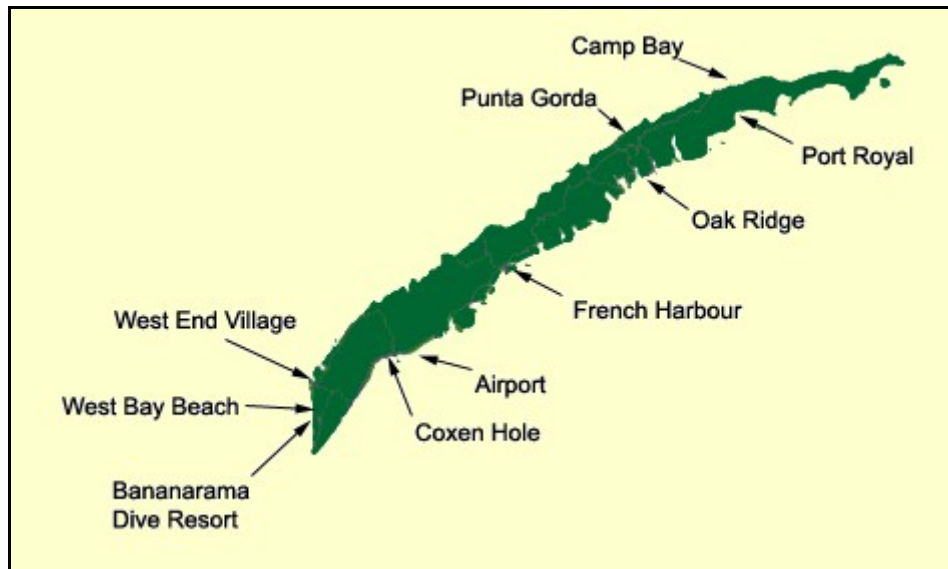 Camp Bay
Punta Gorda
Port Royal
Oak Ridge
French Harbour
West End Village
Airport
West Bay Beach
Coxen Hole
Bananarama
Dive Resort